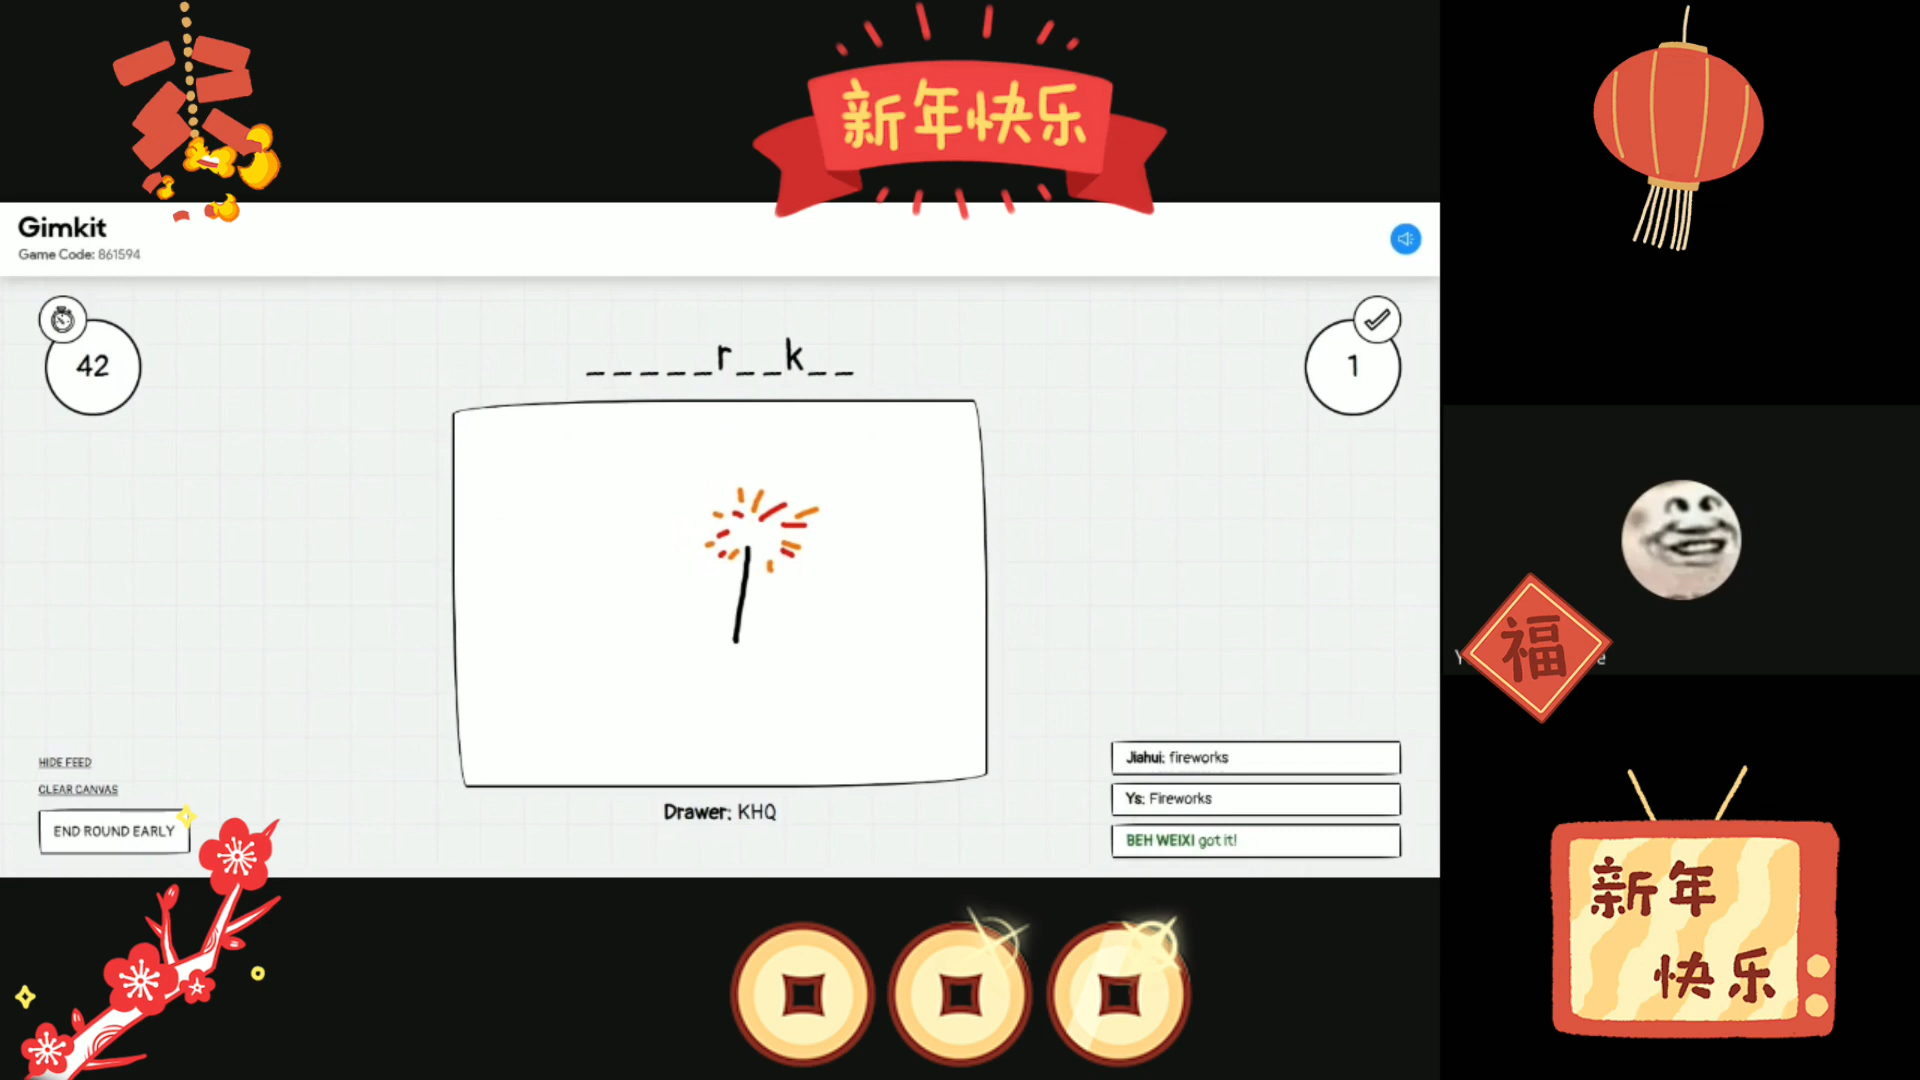 新年快乐
Gimkit
Game Code: 861594
42
_ _ _ _ _ r _ _ k _ _
1
HIDE FEED
CLEAR CANVAS
END ROUND EARLY
Drawer: KHQ
Jiahui: fireworks
Ys: Fireworks
BEH WEIXI got it!
福
新年
快乐